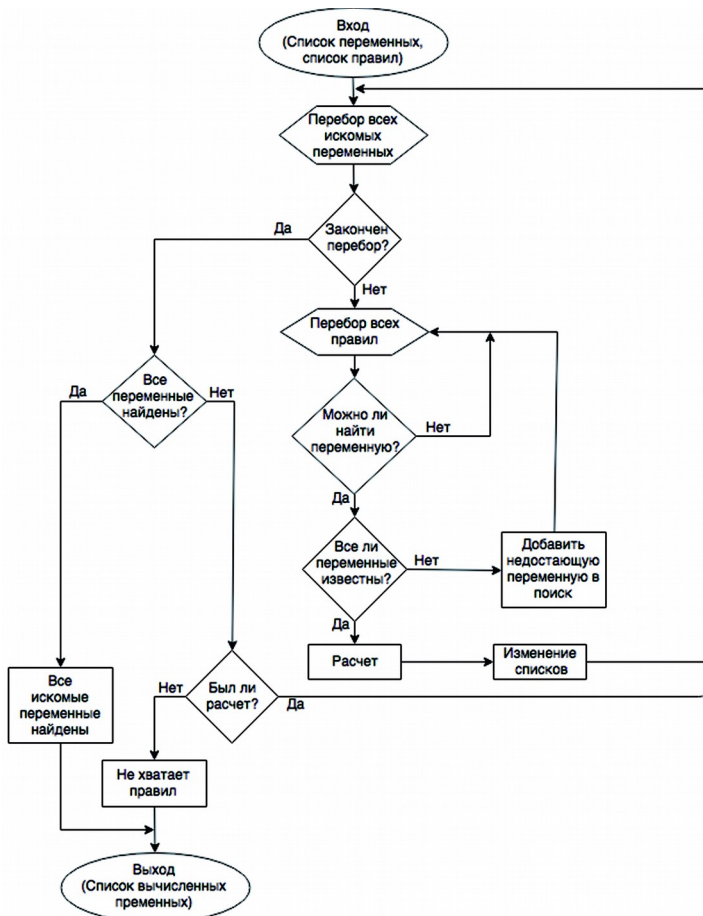 Вход
(Список переменных,
список правил)
Перебор всех
искомых
переменных
Да
Закончен
перебор?
Нет
Перебор всех
правил
Да
Все
переменные
найдены?
Нет
Можно ли
найти
переменную?
Нет
Да
Все ли
переменные
известны?
Нет
Добавить
недостающую
переменную в
поиск
Да
Расчет
Изменение
списков
Все
искомые
переменные
найдены
Нет
Был ли
расчет?
Да
Не хватает
правил
Выход
(Список вычисленных
пременных)